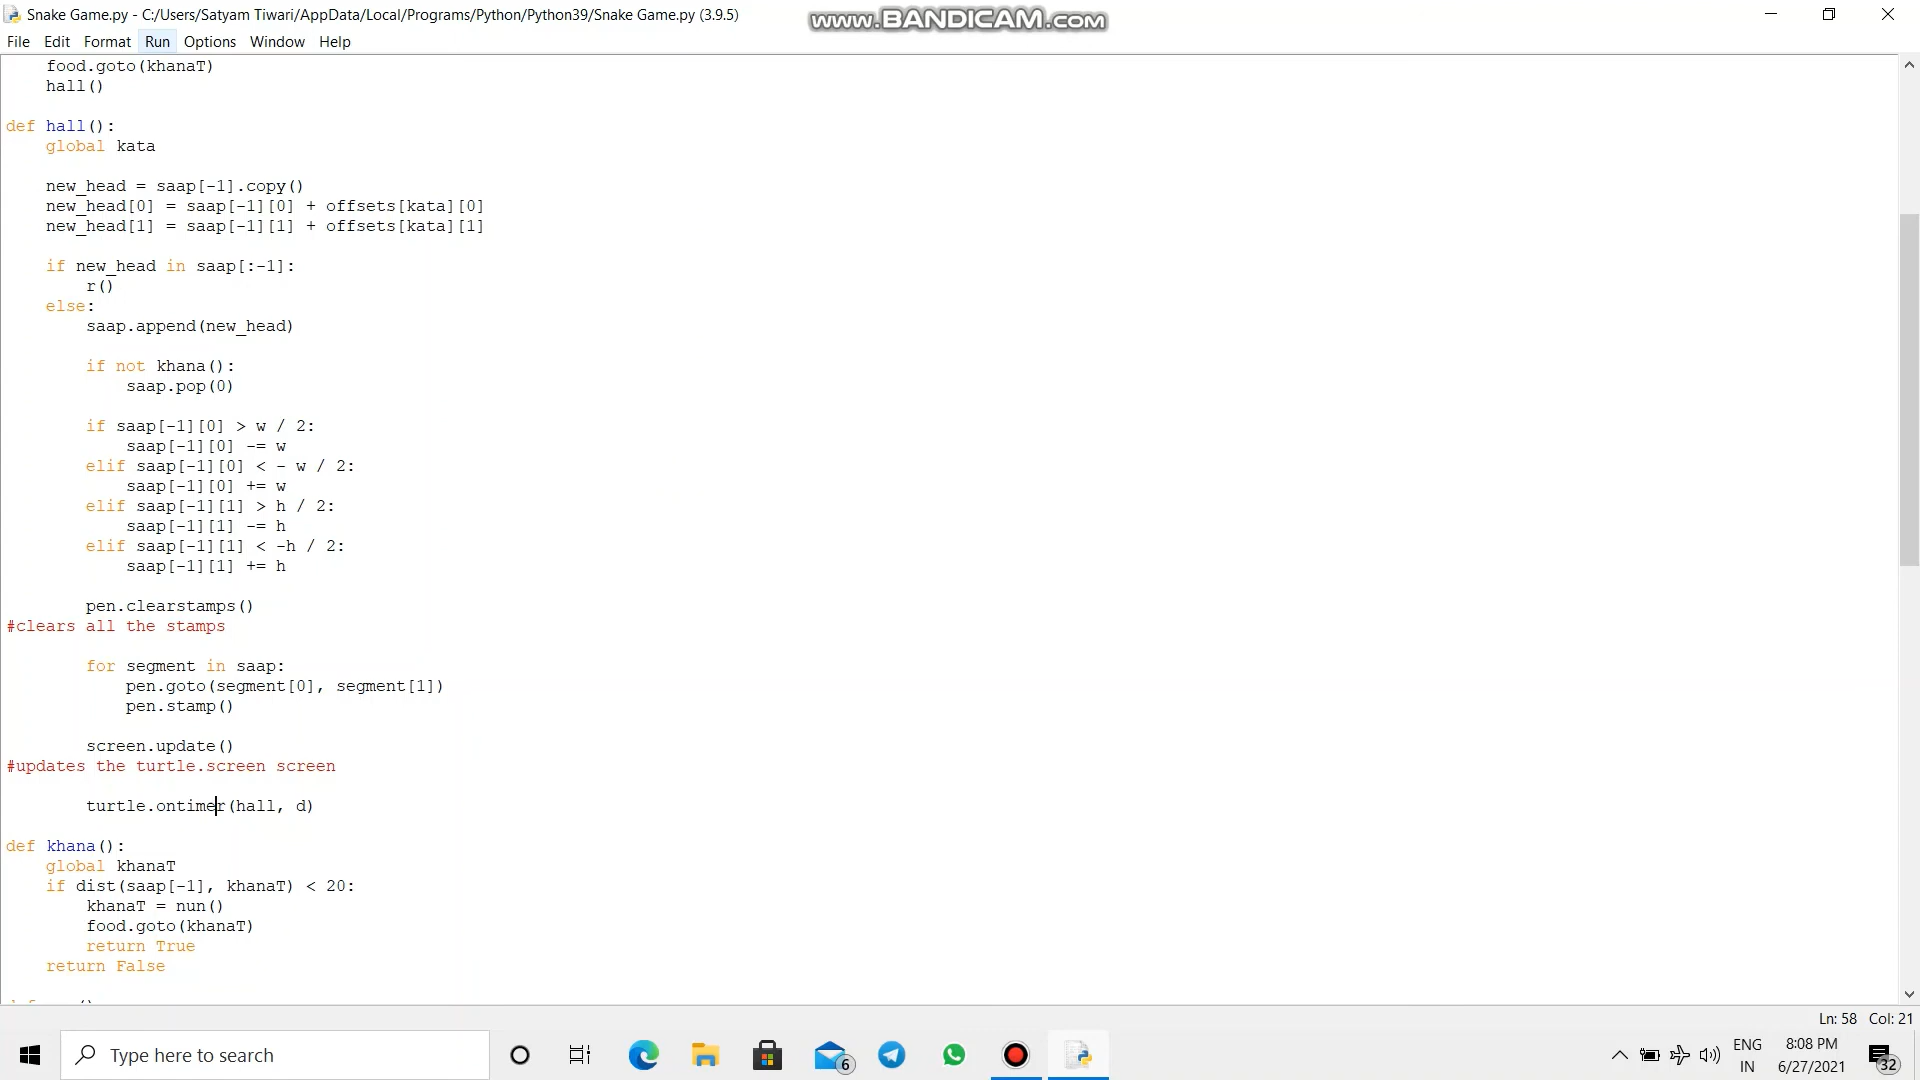 Snake Game.py - C:/Users/Satyam Tiwari/AppData/Local/Programs/Python/Python39/Snake Game.py (3.9.5)
www.BANDICAM.com
File Edit Format Run Options Window Help
food.goto(khanaT)
hall()
def hall():
global kata
new_head = saap[-1].copy()
new_head[0] = saap[-1][0] + offsets[kata][0]
new_head[1] = saap[-1][1] + offsets[kata][1]
if new_head in saap[:-1]:
r()
else:
saap.append(new_head)
if not khana():
saap.pop(0)
if saap[-1][0] > w / 2:
saap[-1][0] -= w
elif saap[-1][0] < - w / 2:
saap[-1][0] += w
elif saap[-1][1] > h / 2:
saap[-1][1] -= h
elif saap[-1][1] < -h / 2:
saap[-1][1] += h
pen.clearstamps()
#clears all the stamps
for segment in saap:
pen.goto(segment[0], segment[1])
pen.stamp()
screen.update()
#updates the turtle.screen screen
turtle.ontimer(hall, d)
def khana():
global khanaT
if dist(saap[-1], khanaT) < 20:
khanaT = nun()
food.goto(khanaT)
return True
return False
Ln: 58 Col: 21
Type here to search
6
ENG
IN
8:08 PM
6/27/2021
32